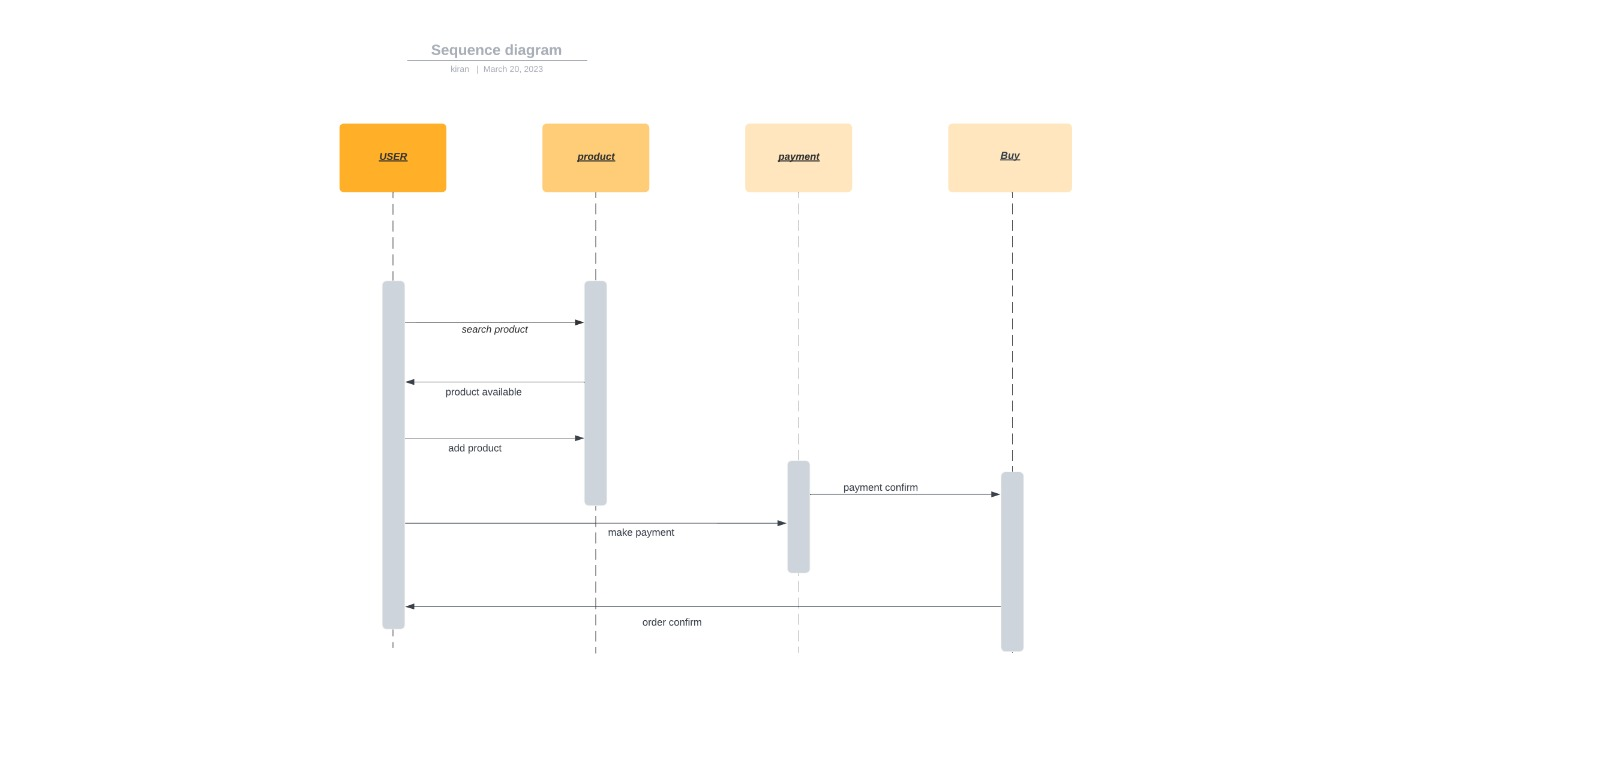 Sequence diagram
kiran | March 20, 2023
USER
product
payment
Buy
search product
product available
add product
payment confirm
make payment
order confirm